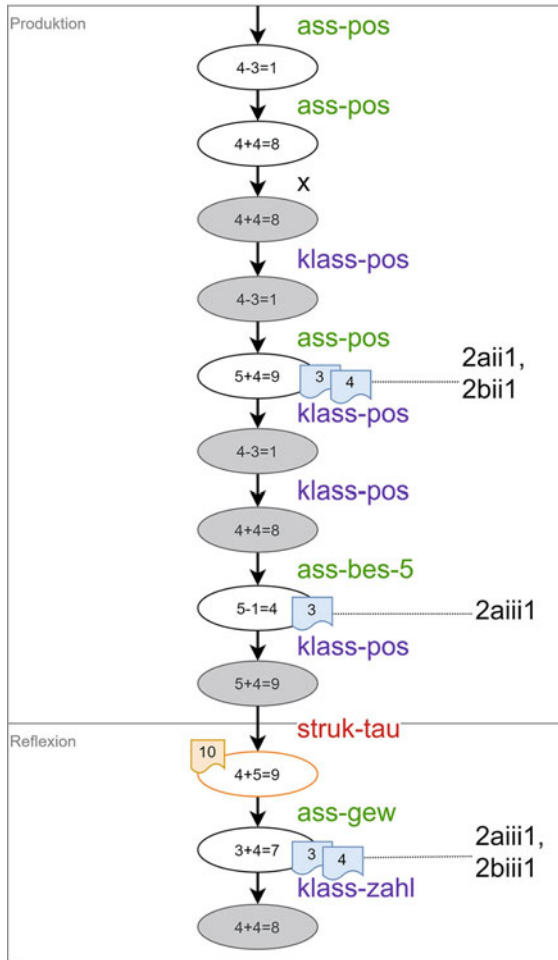 Produktion
ass-pos
4-3=1
ass-pos
4+4=8
x
4+4=8
klass-pos
4-3=1
ass-pos
5+4=9
3
4
2aii1,
2bii1
klass-pos
4-3=1
klass-pos
4+4=8
ass-bes-5
5-1=4
3
2aiii1
klass-pos
5+4=9
struk-tau
Reflexion
10
4+5=9
ass-gew
3+4=7
3
4
2aiii1,
2biii1
klass-zahl
4+4=8